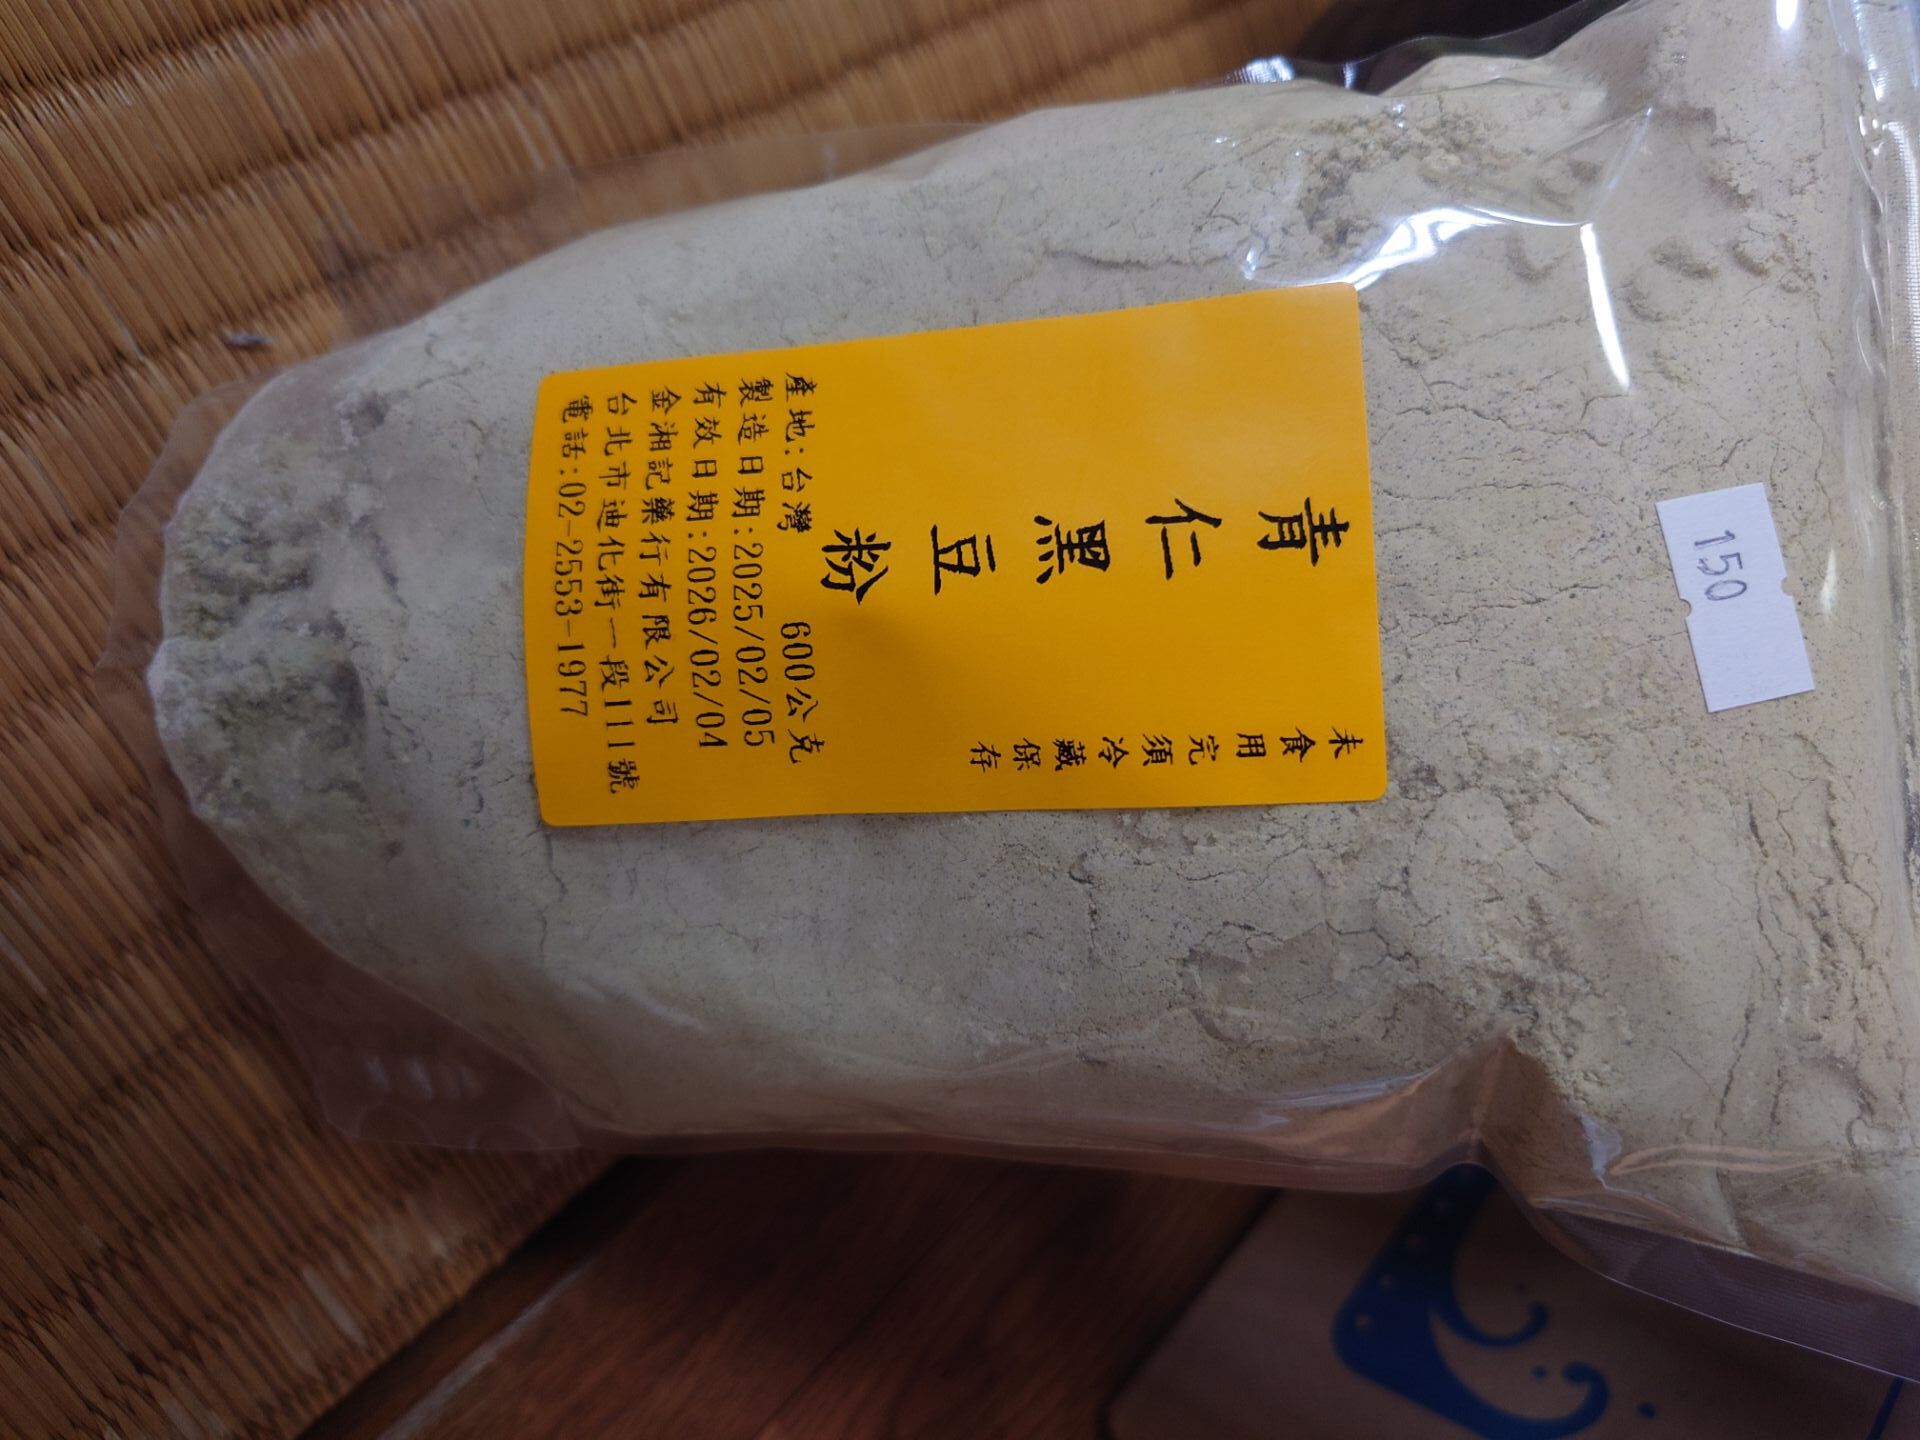 150
青仁黑豆粉
未食用完須冷藏保存
600公克
產地:台灣
製造日期:2025/02/05
有效日期:2026/02/04
金湘記藥行有限公司
台北市迪化街一段111號
電話:02-2553-1977